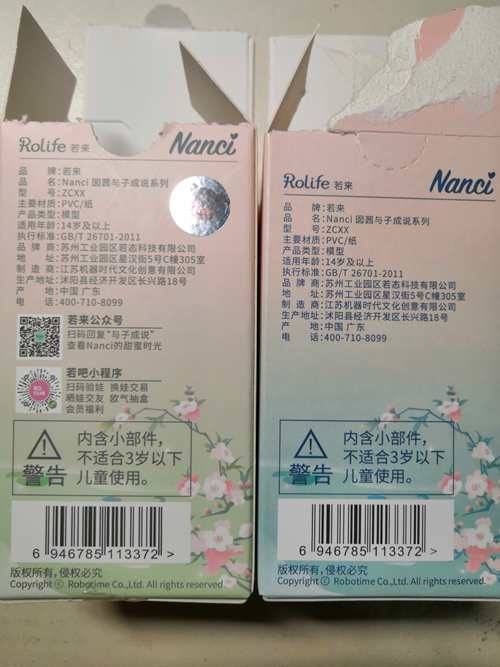 Rolife 若来 Nanci
品 牌:若来
品 名:Nanci 囡茜与子成说系列
型 号:ZCXX
主要材质:PVC/纸
产品类型:模型
适用年龄:14岁及以上
执行标准:GB/T 26701-2011
品 牌 商:苏州工业园区若态科技有限公司
地 址:苏州工业园区星汉街5号C幢305室
制 造 商:江苏机器时代文化创意有限公司
生产地址:沭阳县经济开发区长兴路18号
产 地:中国 广东
电 话:400-710-8099
若来公众号
扫码回复“与子成说”
查看Nanci的甜蜜时光
若吧小程序
扫码验娃 换娃交易
晒娃交友 欧气抽盒
会员福利
警告
内含小部件，
不适合3岁以下
儿童使用。
6 946785 113372 >
版权所有，侵权必究
Copyright ⓒ Robotime Co.,Ltd. All rights reserved.
Rolife 若来 Nanci
品 牌:若来
品 名:Nanci 囡茜与子成说系列
型 号:ZCXX
主要材质:PVC/纸
产品类型:模型
适用年龄:14岁及以上
执行标准:GB/T 26701-2011
品 牌 商:苏州工业园区若态科技有限公司
地 址:苏州工业园区星汉街5号C幢305室
制 造 商:江苏机器时代文化创意有限公司
生产地址:沭阳县经济开发区长兴路18号
产 地:中国 广东
电 话:400-710-8099
警告
内含小部件，
不适合3岁以下
儿童使用。
6 946785 113372 >
版权所有，侵权必究
Copyright ⓒ Robotime Co.,Ltd. All rights reserved.